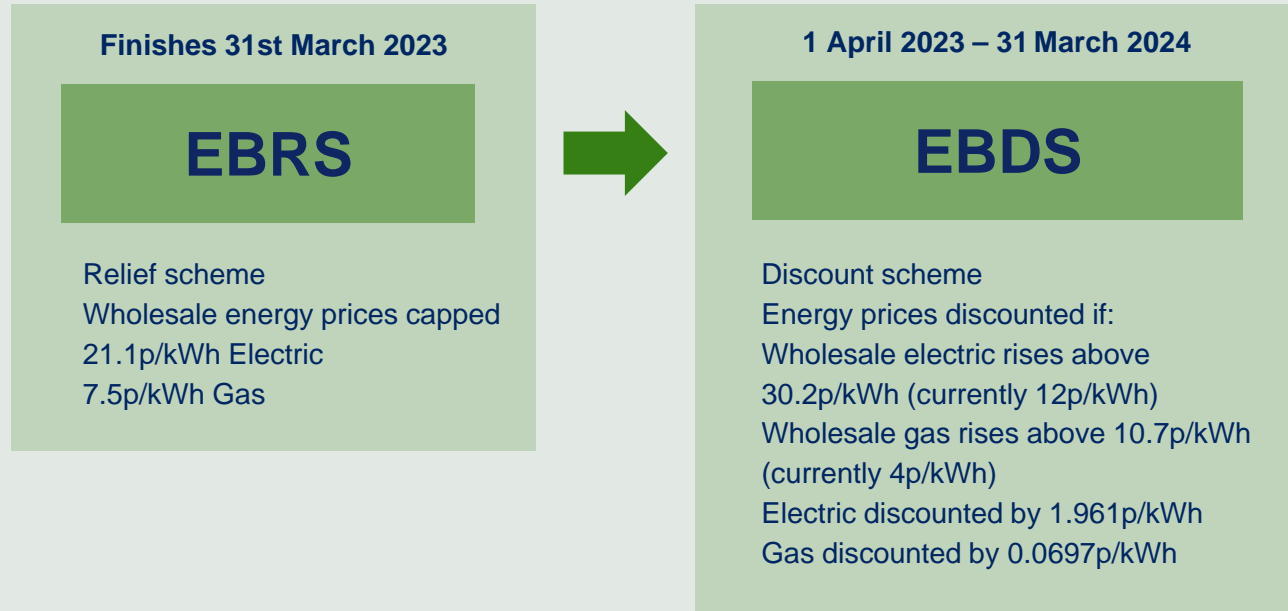 Finishes 31st March 2023
EBRS
Relief scheme
Wholesale energy prices capped
21.1p/kWh Electric
7.5p/kWh Gas
1 April 2023 – 31 March 2024
EBDS
Discount scheme
Energy prices discounted if:
Wholesale electric rises above
30.2p/kWh (currently 12p/kWh)
Wholesale gas rises above 10.7p/kWh
(currently 4p/kWh)
Electric discounted by 1.961p/kWh
Gas discounted by 0.0697p/kWh